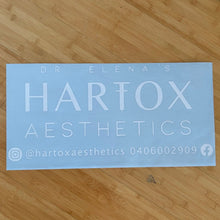 DR ELENA'S
HARTOX
AESTHETICS
@hartoxaesthetics 0406002909